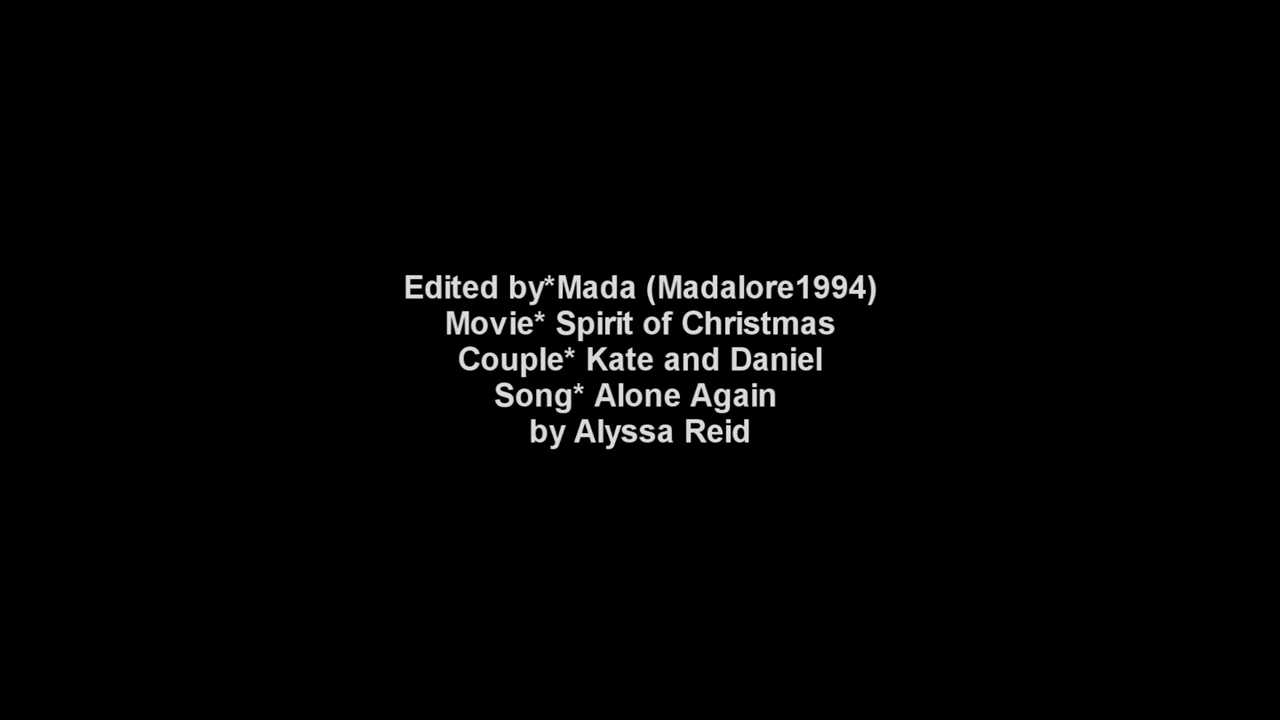 Edited by*Mada (Madalore1994)
Movie* Spirit of Christmas
Couple* Kate and Daniel
Song* Alone Again
by Alyssa Reid